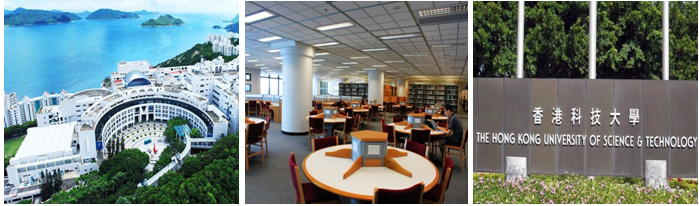 香港科技大學
THE HONG KONG UNIVERSITY OF SCIENCE & TECHNOLOGY